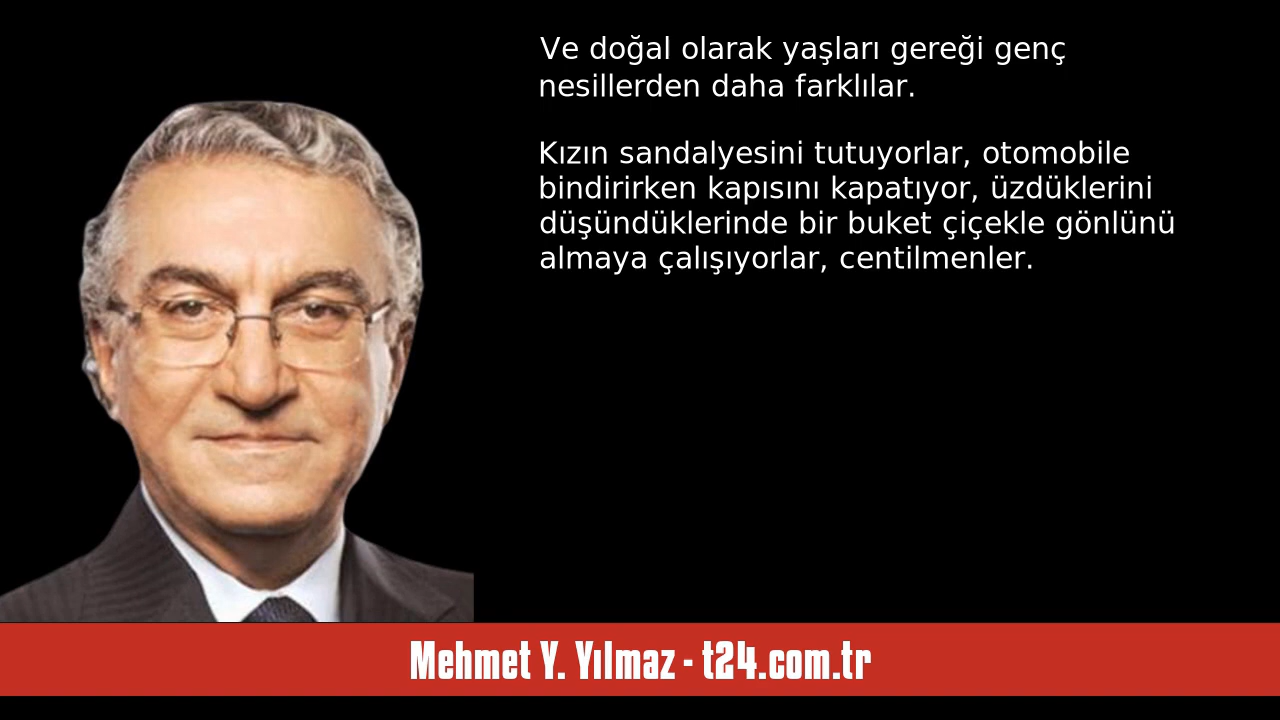 Ve doğal olarak yaşları gereği genç
nesillerden daha farklılar.
Kızın sandalyesini tutuyorlar, otomobile
bindirirken kapısını kapatıyor, üzdüklerini
düşündüklerinde bir buket çiçekle gönlünü
almaya çalışıyorlar, centilmenler.
Mehmet Y. Yılmaz - t24.com.tr